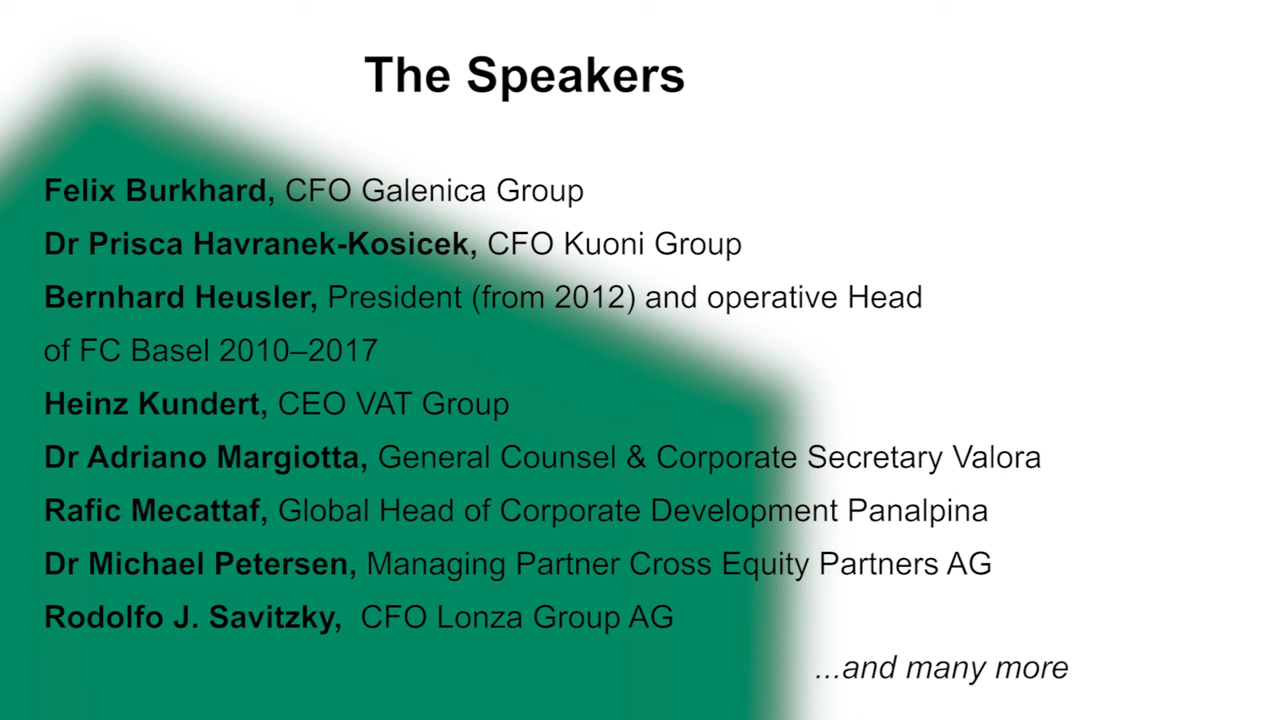 The Speakers
Felix Burkhard, CFO Galenica Group
Dr Prisca Havranek-Kosicek, CFO Kuoni Group
Bernhard Heusler, President (from 2012) and operative Head
of FC Basel 2010–2017
Heinz Kundert, CEO VAT Group
Dr Adriano Margiotta, General Counsel & Corporate Secretary Valora
Rafic Mecattaf, Global Head of Corporate Development Panalpina
Dr Michael Petersen, Managing Partner Cross Equity Partners AG
Rodolfo J. Savitzky, CFO Lonza Group AG
...and many more